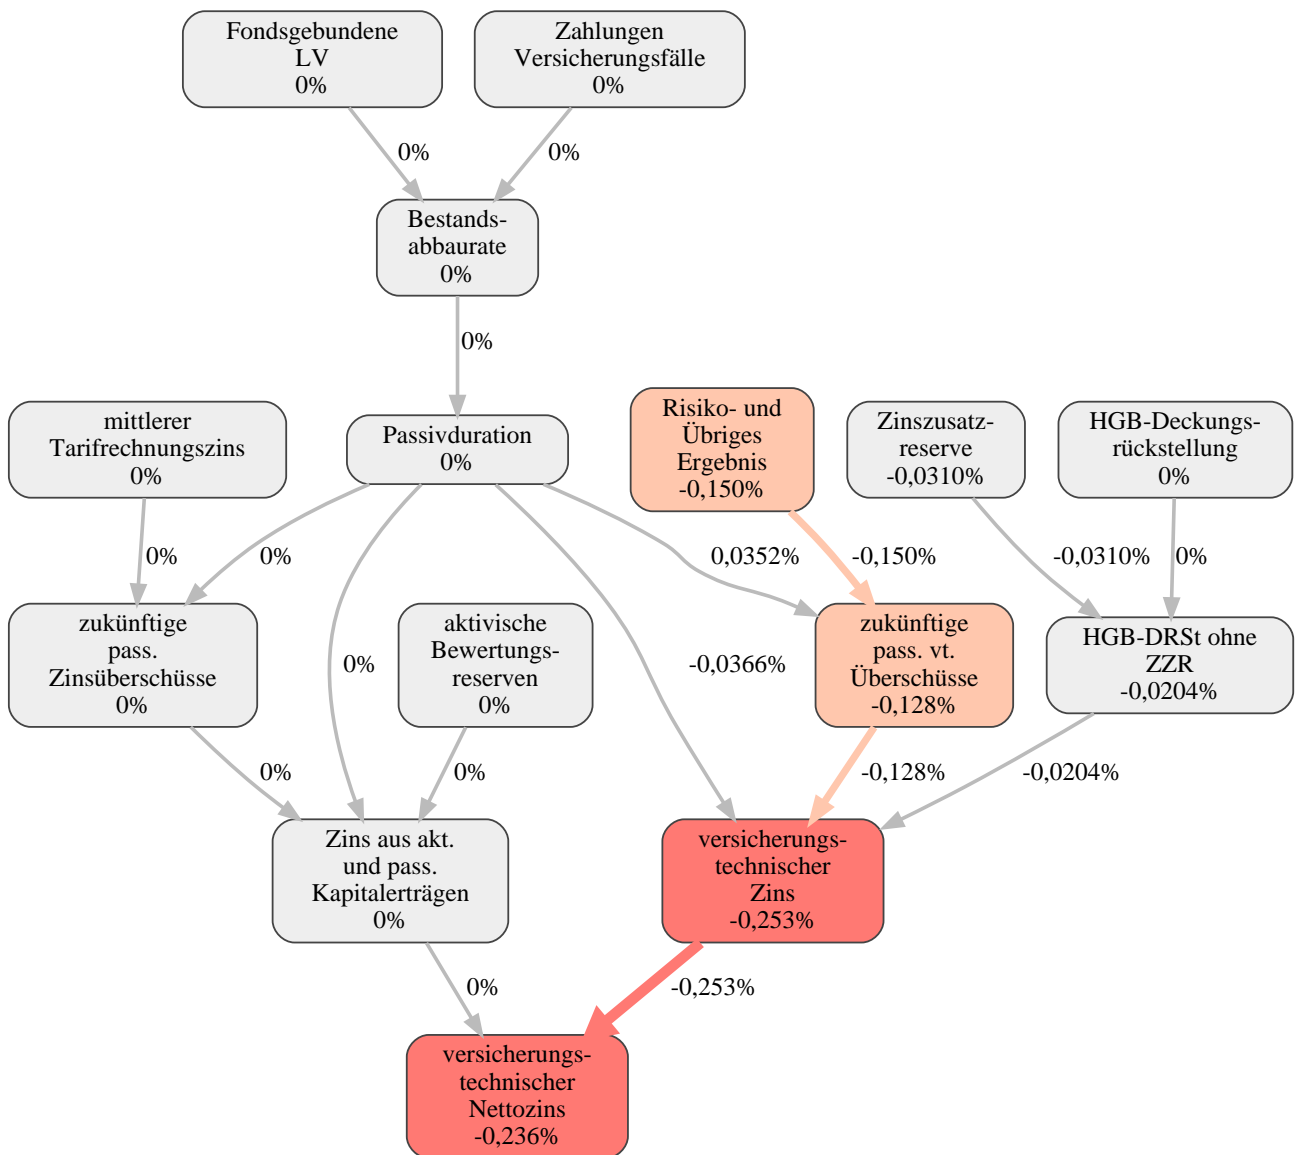 Fondsgebundene
LV
0%
Zahlungen
Versicherungsfälle
0%
0%
0%
Bestands-
abbaurate
0%
0%
mittlerer
Tarifrechnungszins
0%
Passivduration
0%
Risiko- und
Übriges
Ergebnis
-0,150%
Zinszusatz-
reserve
-0,0310%
HGB-Deckungs-
rückstellung
0%
0%
0%
0,0352%
-0,150%
-0,0310%
0%
zukünftige
pass.
Zinsüberschüsse
0%
0%
aktivische
Bewertungs-
reserven
0%
-0,0366%
zukünftige
pass. vt.
Überschüsse
-0,128%
HGB-DRSt ohne
ZZR
-0,0204%
0%
0%
-0,128%
-0,0204%
Zins aus akt.
und pass.
Kapitalerträgen
0%
versicherungs-
technischer
Zins
-0,253%
0%
-0,253%
versicherungs-
technischer
Nettozins
-0,236%